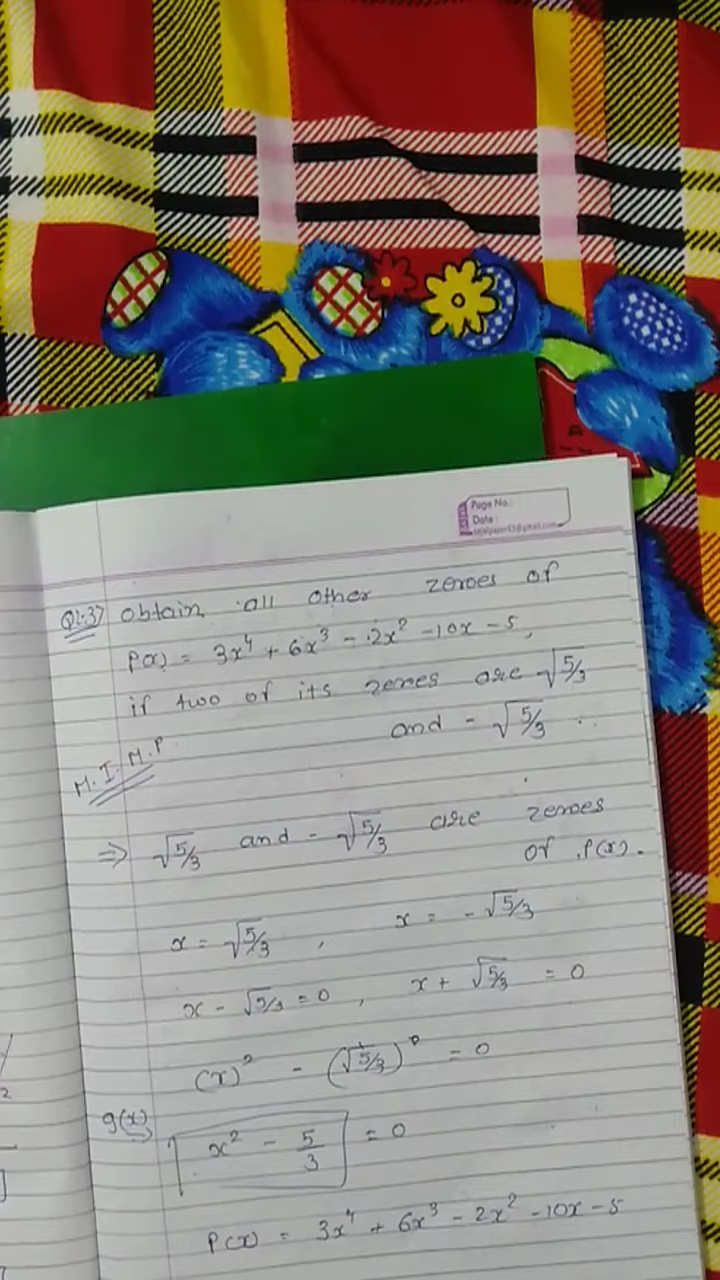 Page No.:
Date:
Q1.37 obtain all other zeroes of
P(x) = 3x⁴ + 6x³ - 2x² - 10x - 5,
if two of its zeroes are √5/3
and - √5/3 .
M.I.M.P
⇒ √5/3 and - √5/3 are zeroes
of P(x).
x = √5/3 , x = - √5/3
x - √5/3 = 0 , x + √5/3 = 0
(x)² - (√5/3)² = 0
g(x) x² - 5/3 = 0
P(x) = 3x⁴ + 6x³ - 2x² - 10x - 5